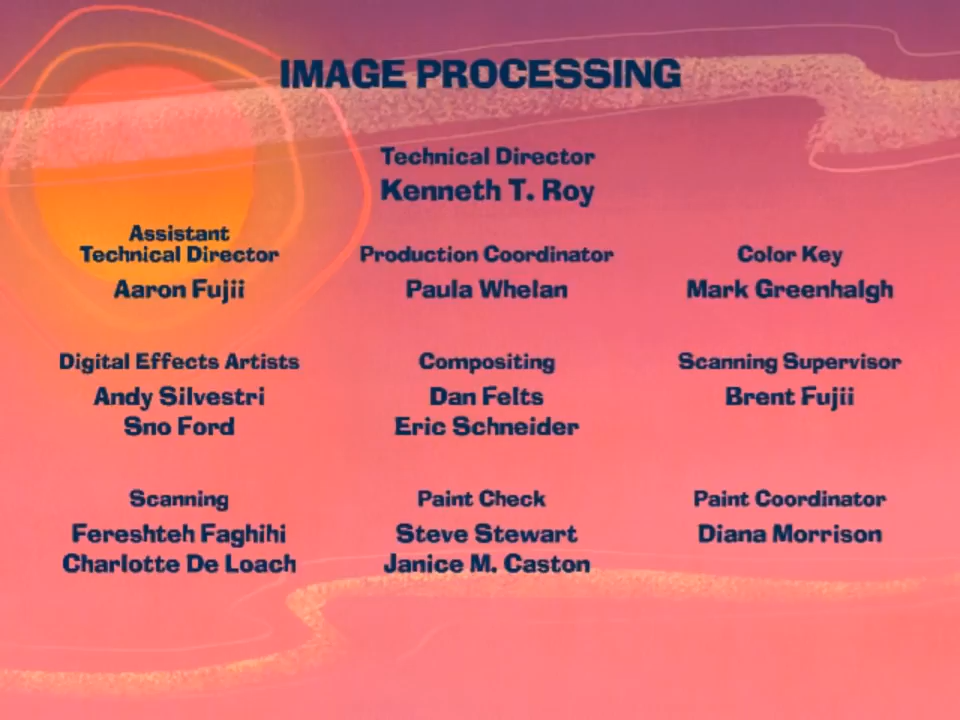 IMAGE PROCESSING
Technical Director
Kenneth T. Roy
Assistant
Technical Director
Aaron Fujii
Production Coordinator
Paula Whelan
Color Key
Mark Greenhalgh
Digital Effects Artists
Andy Silvestri
Sno Ford
Compositing
Dan Felts
Eric Schneider
Scanning Supervisor
Brent Fujii
Scanning
Fereshteh Faghihi
Charlotte De Loach
Paint Check
Steve Stewart
Janice M. Caston
Paint Coordinator
Diana Morrison